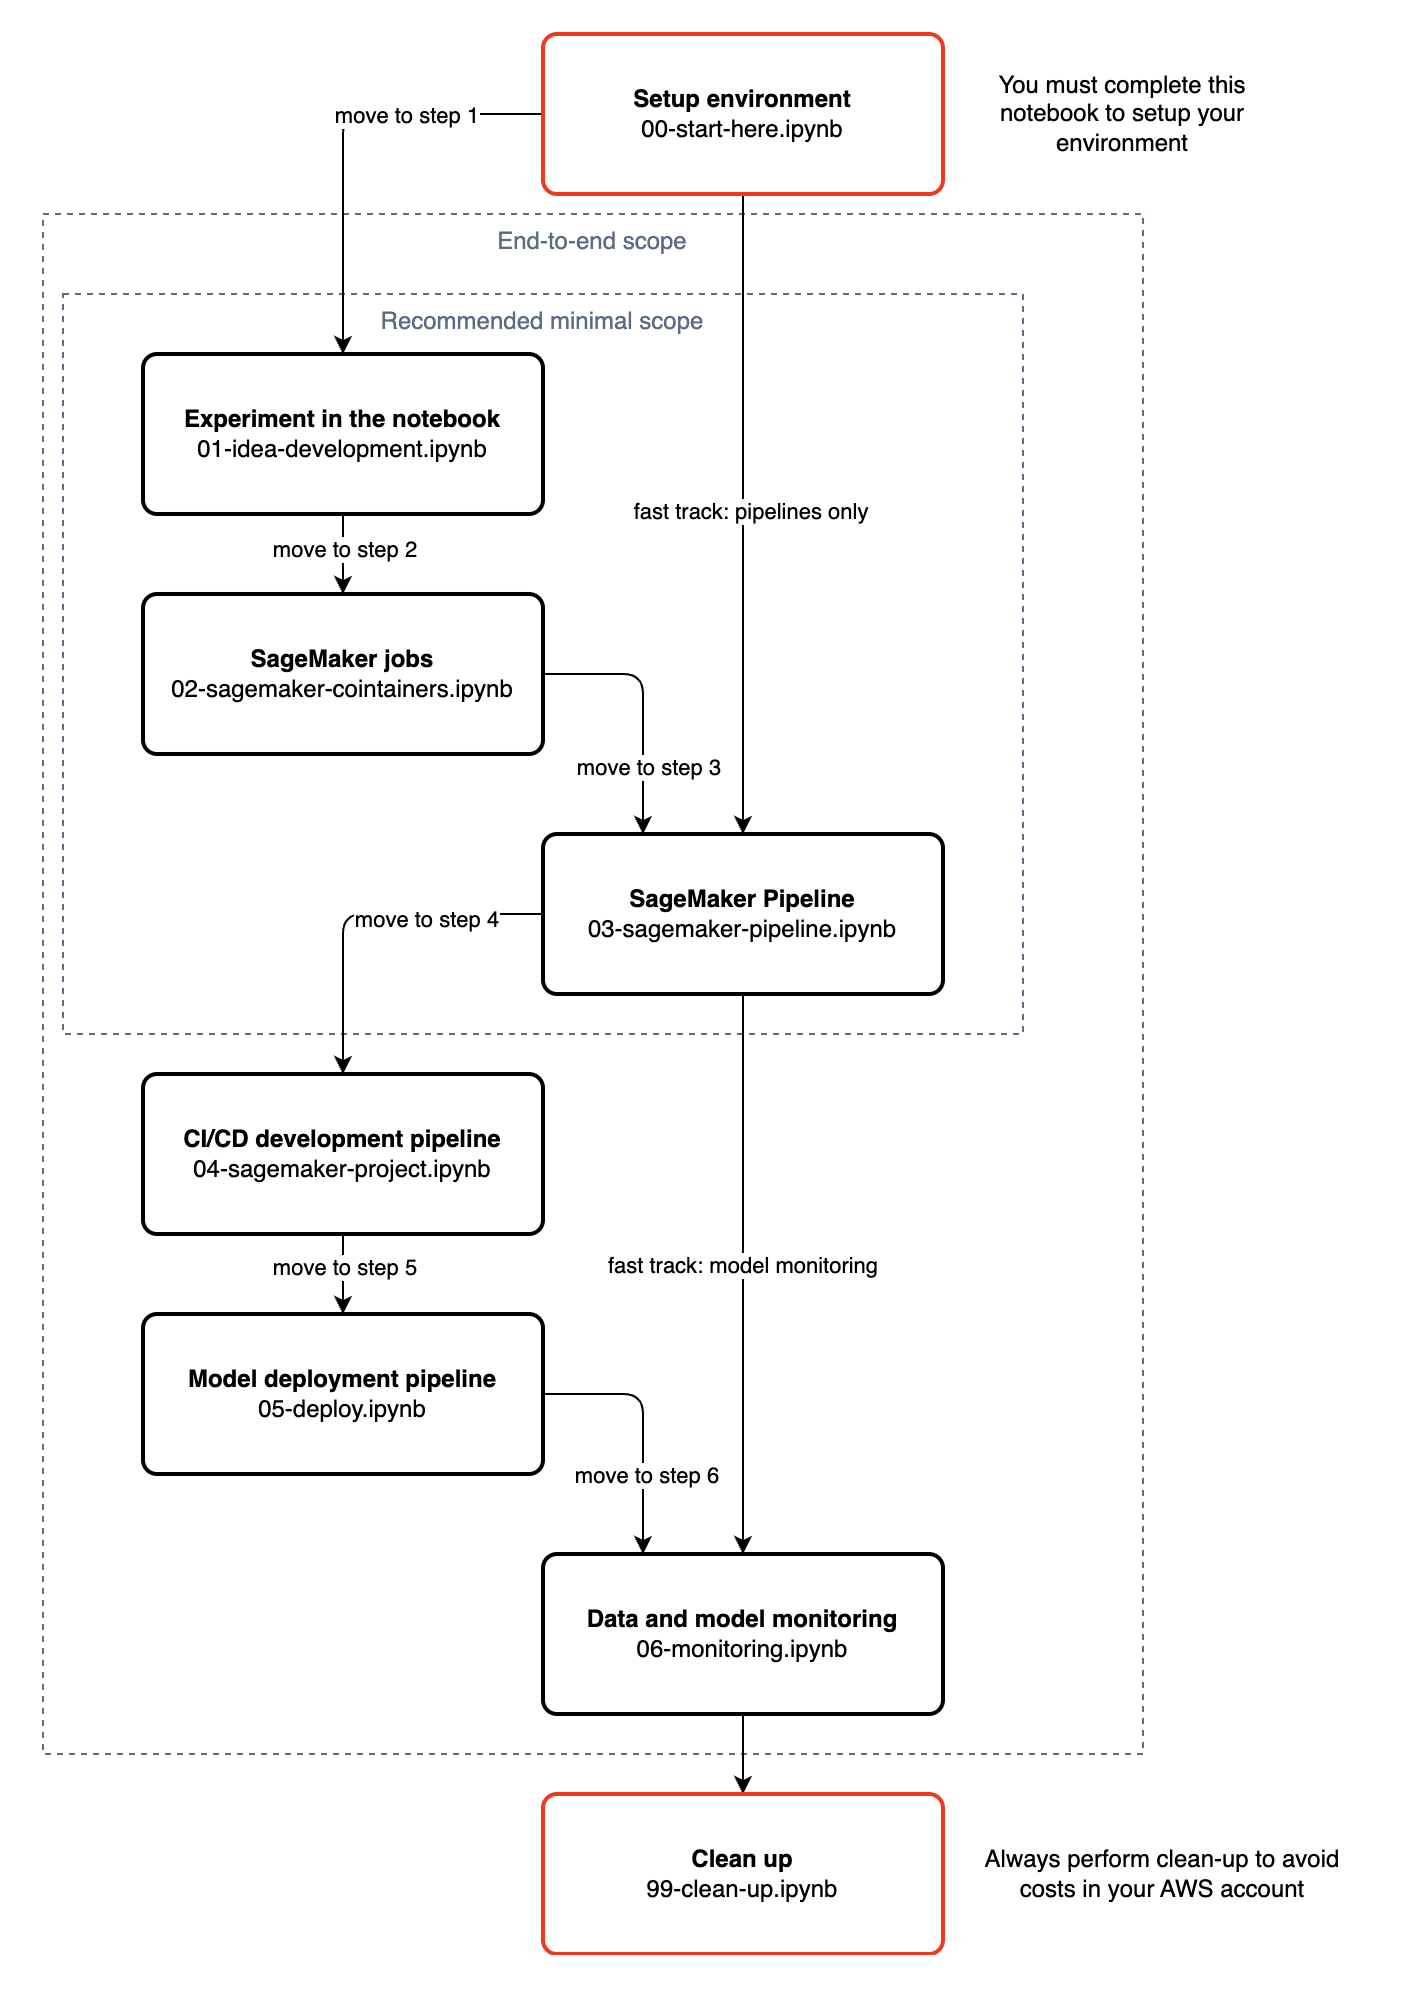 Setup environment
00-start-here.ipynb
You must complete this
notebook to setup your
environment
move to step 1
End-to-end scope
Recommended minimal scope
Experiment in the notebook
01-idea-development.ipynb
fast track: pipelines only
move to step 2
SageMaker jobs
02-sagemaker-cointainers.ipynb
move to step 3
SageMaker Pipeline
03-sagemaker-pipeline.ipynb
move to step 4
CI/CD development pipeline
04-sagemaker-project.ipynb
move to step 5
fast track: model monitoring
Model deployment pipeline
05-deploy.ipynb
move to step 6
Data and model monitoring
06-monitoring.ipynb
Clean up
99-clean-up.ipynb
Always perform clean-up to avoid
costs in your AWS account